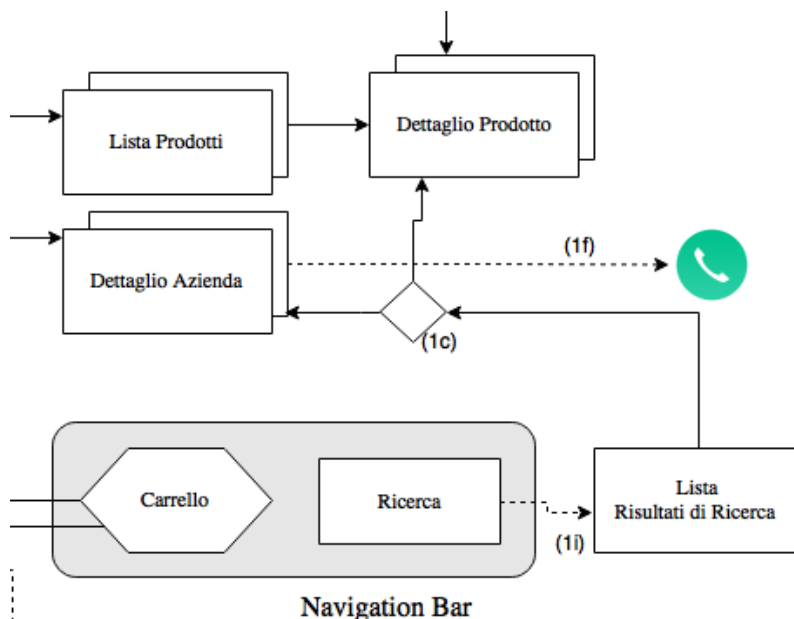 Dettaglio Prodotto
Lista Prodotti
(1f)
Dettaglio Azienda
(1c)
Carrello
Ricerca
Lista
Risultati di Ricerca
(1i)
Navigation Bar